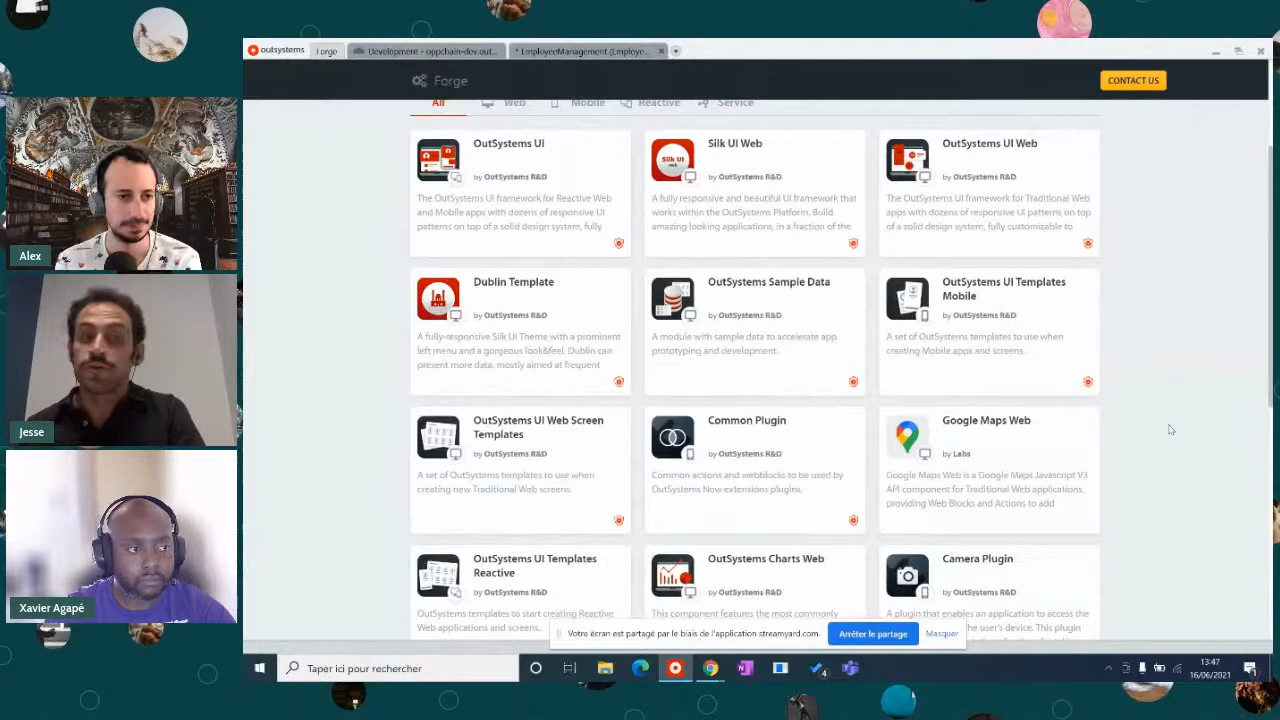 outsystems
Forge
Development - oppchain-dev.out...
* EmployeeManagement (Employe...
Forge
CONTACT US
All
Web
Mobile
Reactive
Service
OutSystems UI
by OutSystems R&D
The OutSystems UI framework for Reactive Web
and Mobile apps with dozens of responsive UI
patterns on top of a solid design system, fully
Silk UI Web
Silk UI
web
by OutSystems R&D
A fully responsive and beautiful UI framework that
works within the OutSystems Platform. Build
amazing looking applications, in a fraction of the
OutSystems UI Web
by OutSystems R&D
The OutSystems UI framework for Traditional Web
apps with dozens of responsive UI patterns on top
of a solid design system, fully customizable to
Alex
Dublin Template
by OutSystems R&D
A fully-responsive Silk UI Theme with a prominent
left menu and a gorgeous look&feel. Dublin can
present more data, mostly aimed at frequent
OutSystems Sample Data
by OutSystems R&D
A module with sample data to accelerate app
prototyping and development.
OutSystems UI Templates
Mobile
by OutSystems R&D
A set of OutSystems templates to use when
creating Mobile apps and screens.
Jesse
OutSystems UI Web Screen
Templates
by OutSystems R&D
A set of OutSystems templates to use when
creating new Traditional Web screens.
Common Plugin
by OutSystems R&D
Common actions and webblocks to be used by
OutSystems Now extensions plugins.
Google Maps Web
by Labs
Google Maps Web is a Google Maps Javascript V3
API component for Traditional Web applications,
providing Web Blocks and Actions to add
Xavier Agapé
OutSystems UI Templates
Reactive
by OutSystems R&D
OutSystems templates to start creating Reactive
Web applications and screens.
OutSystems Charts Web
by OutSystems R&D
This component features the most commonly
Camera Plugin
by OutSystems R&D
A plugin that enables an application to access the
the user's device. This plugin
Votre écran est partagé par le biais de l'application streamyard.com.
Arrêter le partage
Masquer
Taper ici pour rechercher
4
13:47
16/06/2021